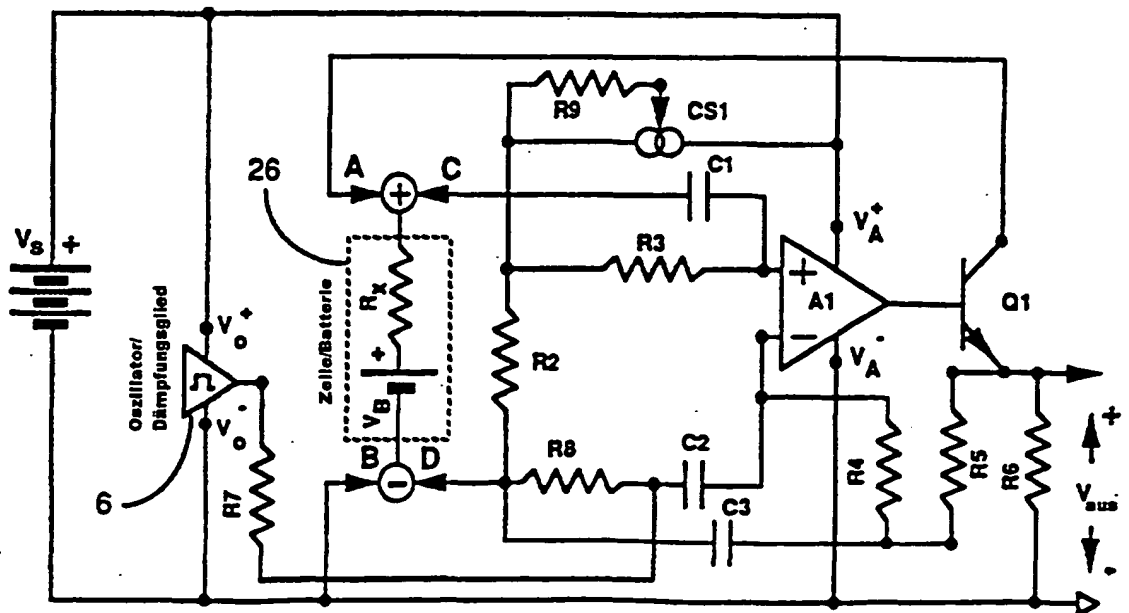 R9
CS1
26
A
C
C1
V_S +
R3
V_A^+
+
Zelle/Batterie
R_X
+
A1
Q1
Oszillator/
Dämpfungsglied
V_o^+
R2
−
V_A^-
V_B
V_o^-
B
D
R8
C2
R4
R5
R6
+
V_aus
6
R7
C3
-